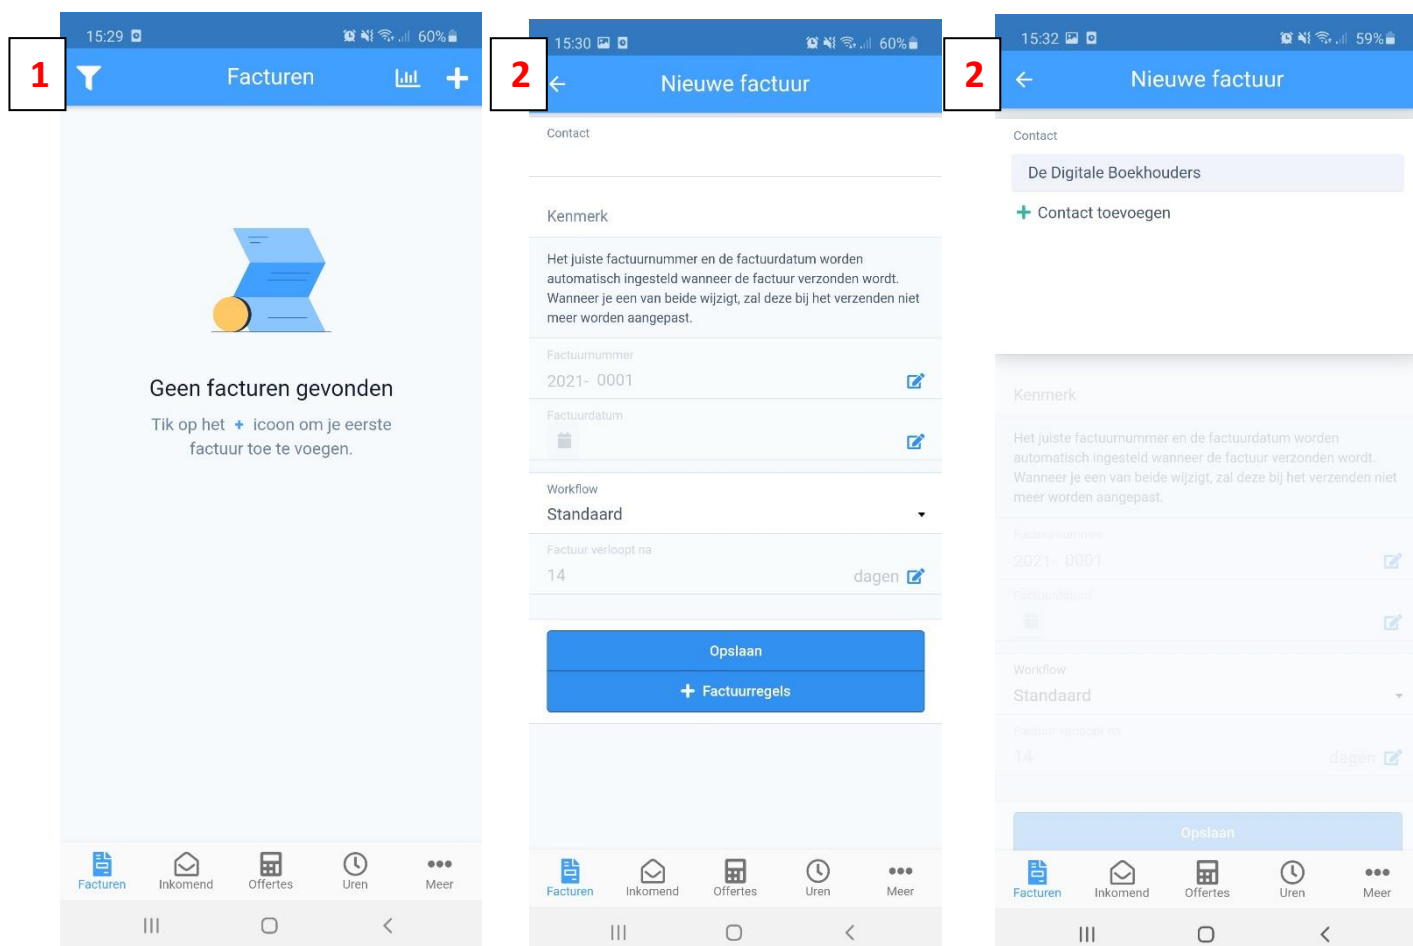 1
15:29
60%
Facturen
Geen facturen gevonden
Tik op het + icoon om je eerste
factuur toe te voegen.
Facturen
Inkomend
Offertes
Uren
Meer
2
15:30
60%
Nieuwe factuur
Contact
Kenmerk
Het juiste factuurnummer en de factuurdatum worden
automatisch ingesteld wanneer de factuur verzonden wordt.
Wanneer je een van beide wijzigt, zal deze bij het verzenden niet
meer worden aangepast.
Factuurnummer
2021- 0001
Factuurdatum
Workflow
Standaard
Factuur verloopt na
14 dagen
Opslaan
+ Factuurregels
Facturen
Inkomend
Offertes
Uren
Meer
2
15:32
59%
Nieuwe factuur
Contact
De Digitale Boekhouders
+ Contact toevoegen
Kenmerk
Het juiste factuurnummer en de factuurdatum worden
automatisch ingesteld wanneer de factuur verzonden wordt.
Wanneer je een van beide wijzigt, zal deze bij het verzenden niet
meer worden aangepast.
Factuurnummer
2021- 0001
Factuurdatum
Workflow
Standaard
Factuur verloopt na
14 dagen
Opslaan
Facturen
Inkomend
Offertes
Uren
Meer